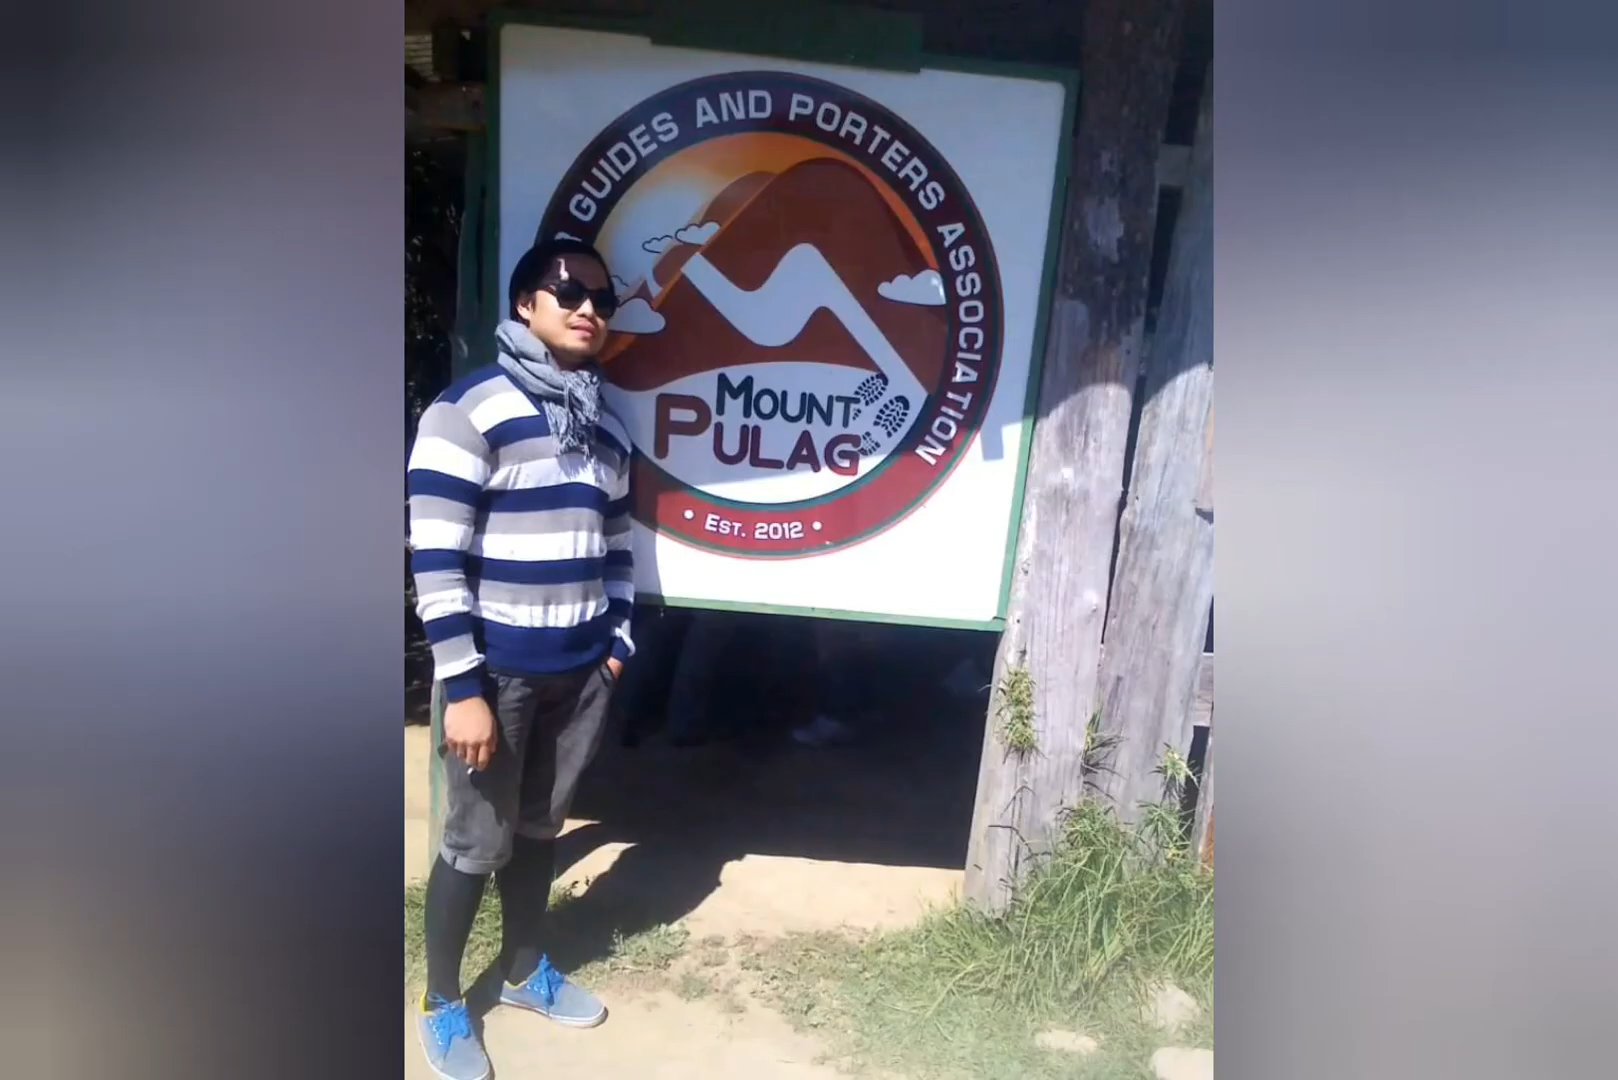 GUIDES AND PORTERS ASSOCIATION
MOUNT
PULAG
• EST. 2012 •